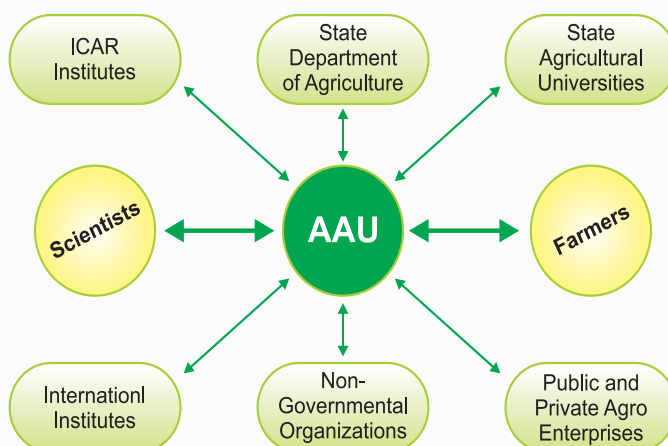 ICAR
Institutes
State
Department
of Agriculture
State
Agricultural
Universities
Scientists
AAU
Farmers
Internationl
Institutes
Non-
Governmental
Organizations
Public and
Private Agro
Enterprises